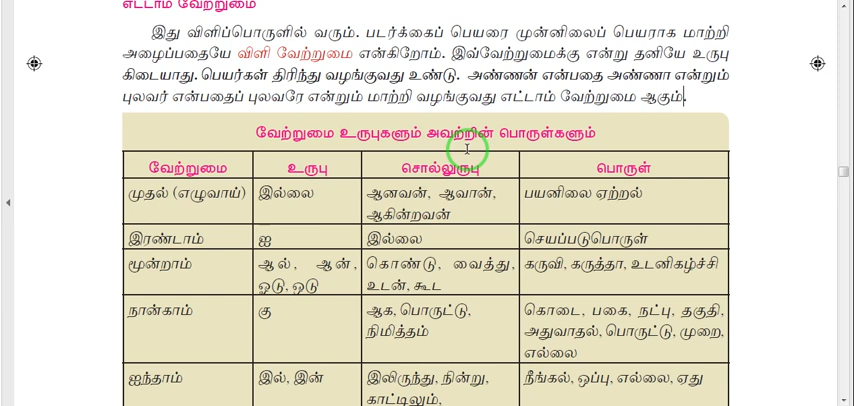 எட்டாம் வேற்றுமை
இது விளிப்பொருளில் வரும். படர்க்கைப் பெயரை முன்னிலைப் பெயராக மாற்றி
அழைப்பதையே விளி வேற்றுமை என்கிறோம். இவ்வேற்றுமைக்கு என்று தனியே உருபு
கிடையாது. பெயர்கள் திரிந்து வழங்குவது உண்டு. அண்ணன் என்பதை அண்ணா என்றும்
புலவர் என்பதைப் புலவரே என்றும் மாற்றி வழங்குவது எட்டாம் வேற்றுமை ஆகும்.
வேற்றுமை உருபுகளும் அவற்றின் பொருள்களும்
வேற்றுமை உருபு சொல்லுருபு பொருள்
முதல் (எழுவாய்) இல்லை ஆனவன், ஆவான், பயனிலை ஏற்றல்
ஆகின்றவன்
இரண்டாம் ஐ இல்லை செயப்படுபொருள்
மூன்றாம் ஆல், ஆன், கொண்டு, வைத்து, கருவி, கருத்தா, உடனிகழ்ச்சி
ஓடு, ஒடு உடன், கூட
நான்காம் கு ஆக, பொருட்டு, கொடை, பகை, நட்பு, தகுதி,
நிமித்தம் அதுவாதல், பொருட்டு, முறை,
எல்லை
ஐந்தாம் இல், இன் இலிருந்து, நின்று, நீங்கல், ஒப்பு, எல்லை, ஏது
காட்டிலும்,